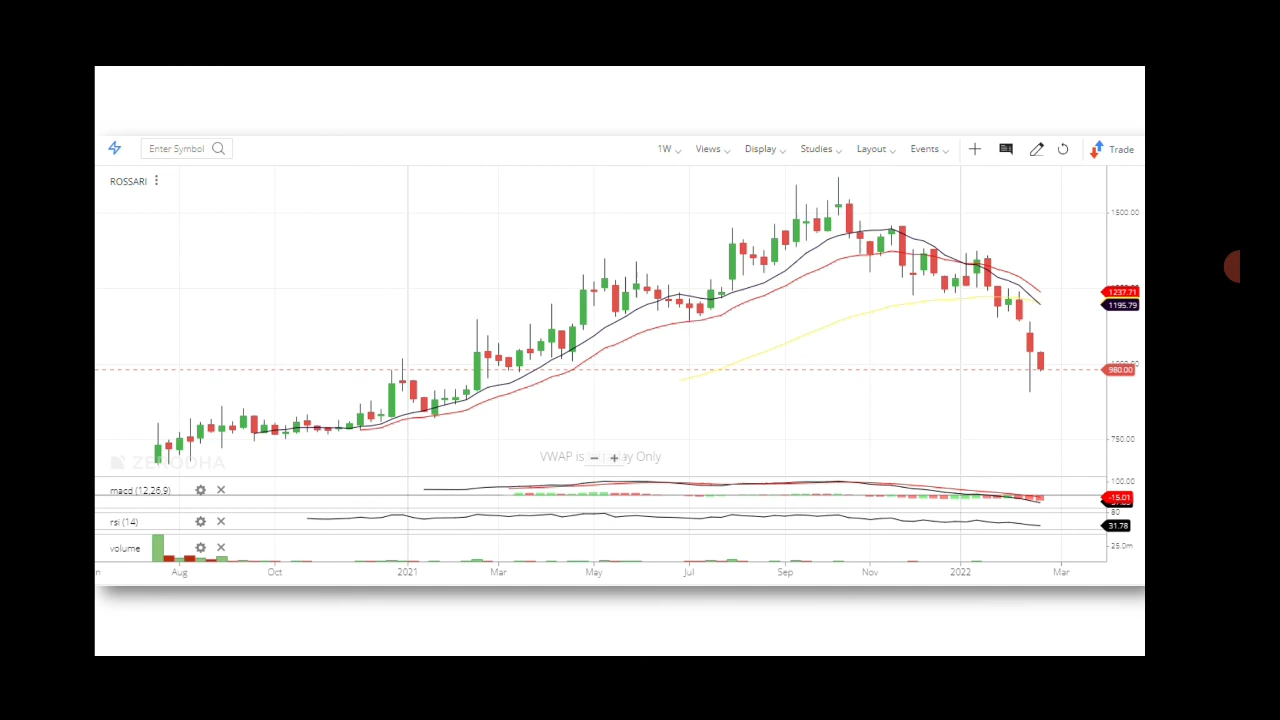 Enter Symbol 1W Views Display Studies Layout Events Trade
ROSSARI
1500.00
1237.71
1195.79
980.00
750.00
ZERODHA
VWAP is
y Only
macd (12,26,9)
100.00
-15.01
rsi (14)
80
31.78
volume
25.0m
Aug Oct 2021 Mar May Jul Sep Nov 2022 Mar